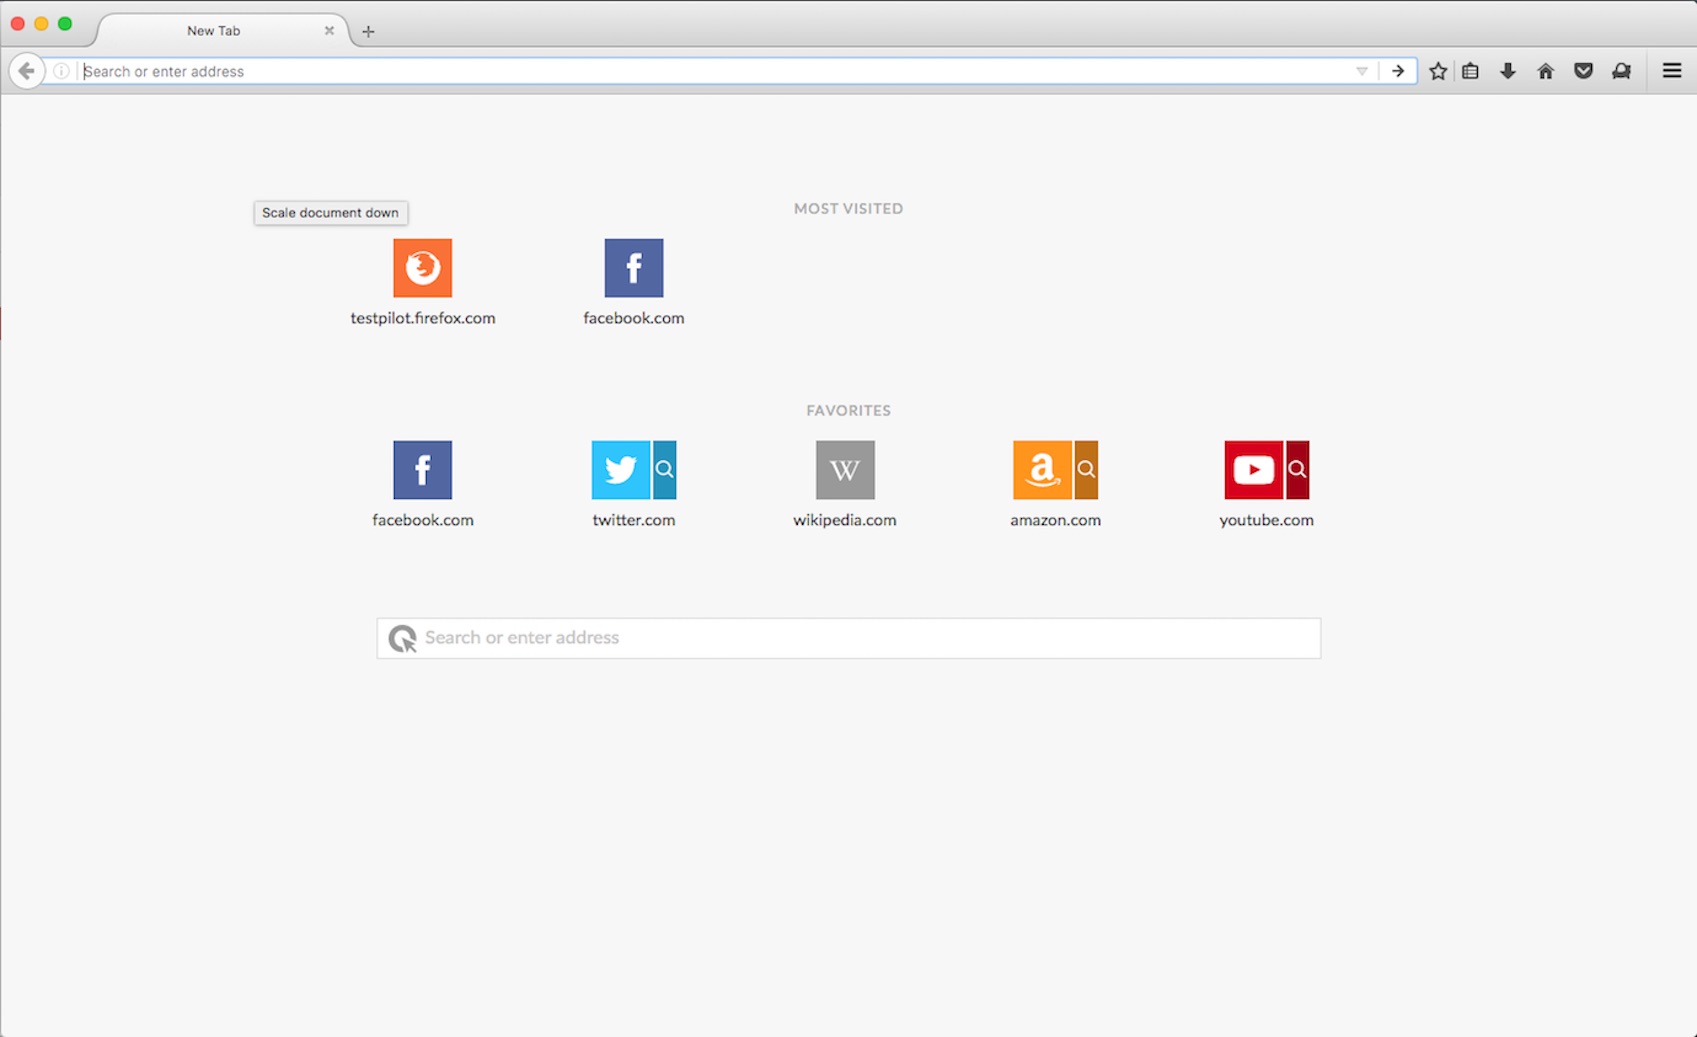 New Tab
Search or enter address
Scale document down
MOST VISITED
testpilot.firefox.com
facebook.com
FAVORITES
facebook.com
twitter.com
wikipedia.com
amazon.com
youtube.com
Search or enter address